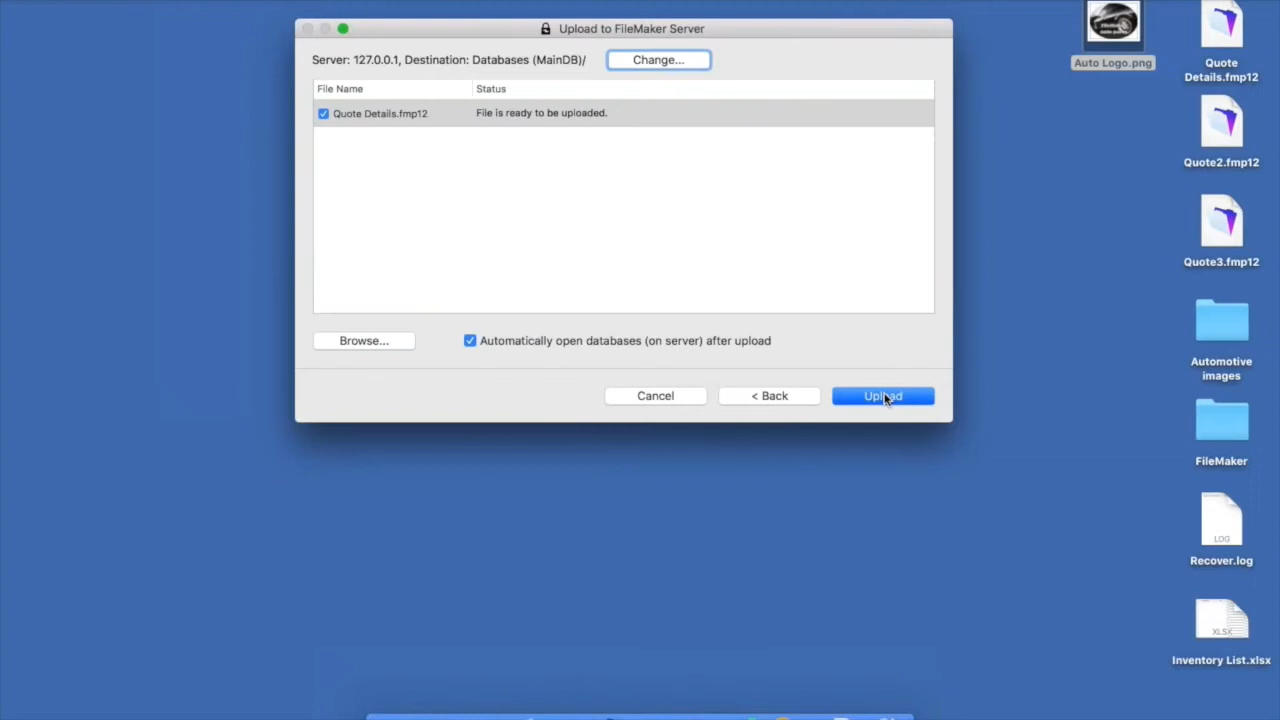 Upload to FileMaker Server
Server: 127.0.0.1, Destination: Databases (MainDB)/
Change...
File Name
Status
Quote Details.fmp12
File is ready to be uploaded.
Browse...
Automatically open databases (on server) after upload
Cancel
< Back
Upload
Auto Logo.png
Quote
Details.fmp12
Quote2.fmp12
Quote3.fmp12
Automotive
images
FileMaker
LOG
Recover.log
XLSX
Inventory List.xlsx